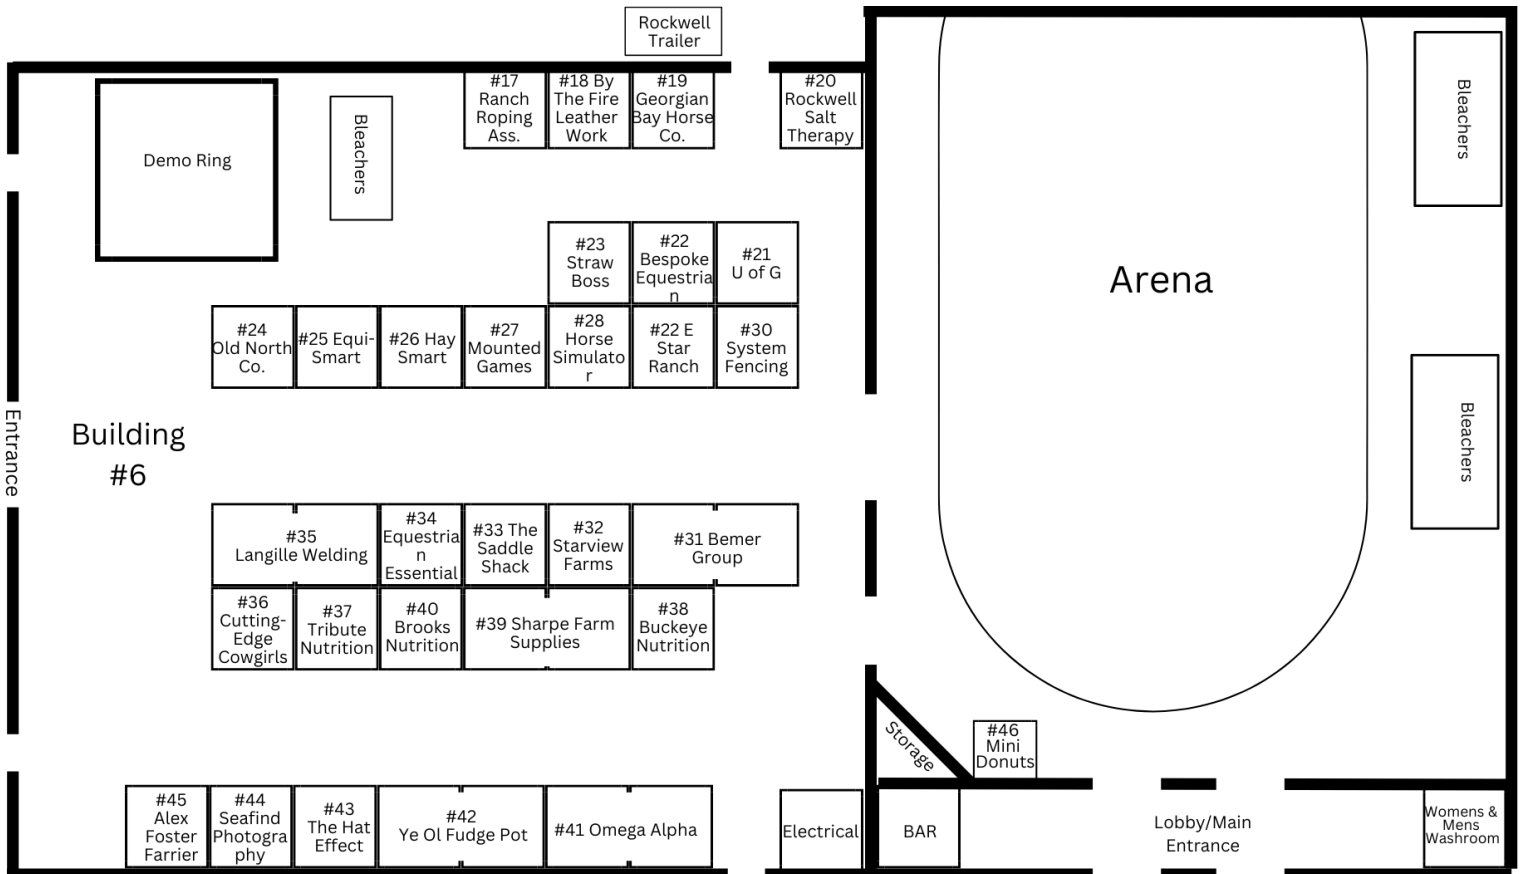 Rockwell
Trailer
#17
Ranch
Roping
Ass.
#18 By
The Fire
Leather
Work
#19
Georgian
Bay Horse
Co.
#20
Rockwell
Salt
Therapy
Demo Ring
Bleachers
Bleachers
Arena
Bleachers
#23
Straw
Boss
#22
Bespoke
Equestria
n
#21
U of G
#24
Old North
Co.
#25 Equi-
Smart
#26 Hay
Smart
#27
Mounted
Games
#28
Horse
Simulato
r
#22 E
Star
Ranch
#30
System
Fencing
Entrance
Building
#6
#35
Langille Welding
#34
Equestria
n
Essential
#33 The
Saddle
Shack
#32
Starview
Farms
#31 Bemer
Group
#36
Cutting-
Edge
Cowgirls
#37
Tribute
Nutrition
#40
Brooks
Nutrition
#39 Sharpe Farm
Supplies
#38
Buckeye
Nutrition
Storage
#46
Mini
Donuts
#45
Alex
Foster
Farrier
#44
Seafind
Photogra
phy
#43
The Hat
Effect
#42
Ye Ol Fudge Pot
#41 Omega Alpha
Electrical
BAR
Lobby/Main
Entrance
Womens &
Mens
Washroom